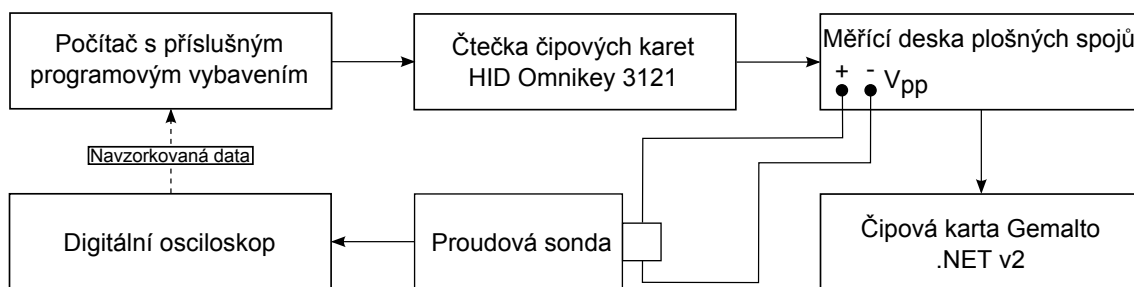 Počítač s příslušným
programovým vybavením
Čtečka čipových karet
HID Omnikey 3121
Měřící deska plošných spojů
+ - Vpp
Navzorkovaná data
Digitální osciloskop
Proudová sonda
Čipová karta Gemalto
.NET v2